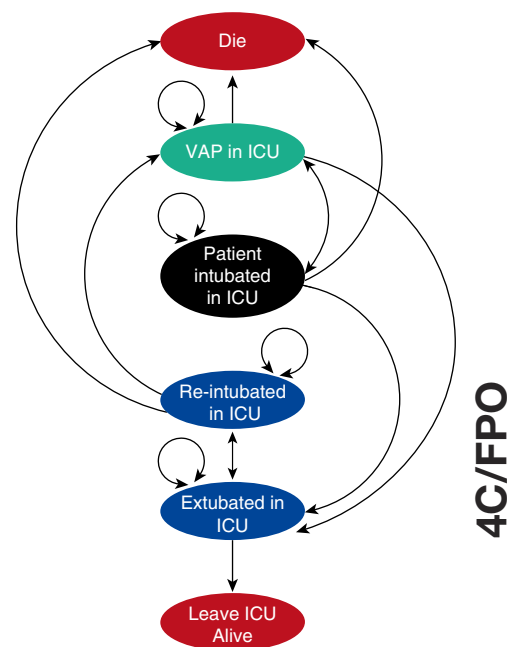 Die
VAP in ICU
Patient
intubated
in ICU
Re-intubated
in ICU
Extubated in
ICU
Leave ICU
Alive
4C/FPO